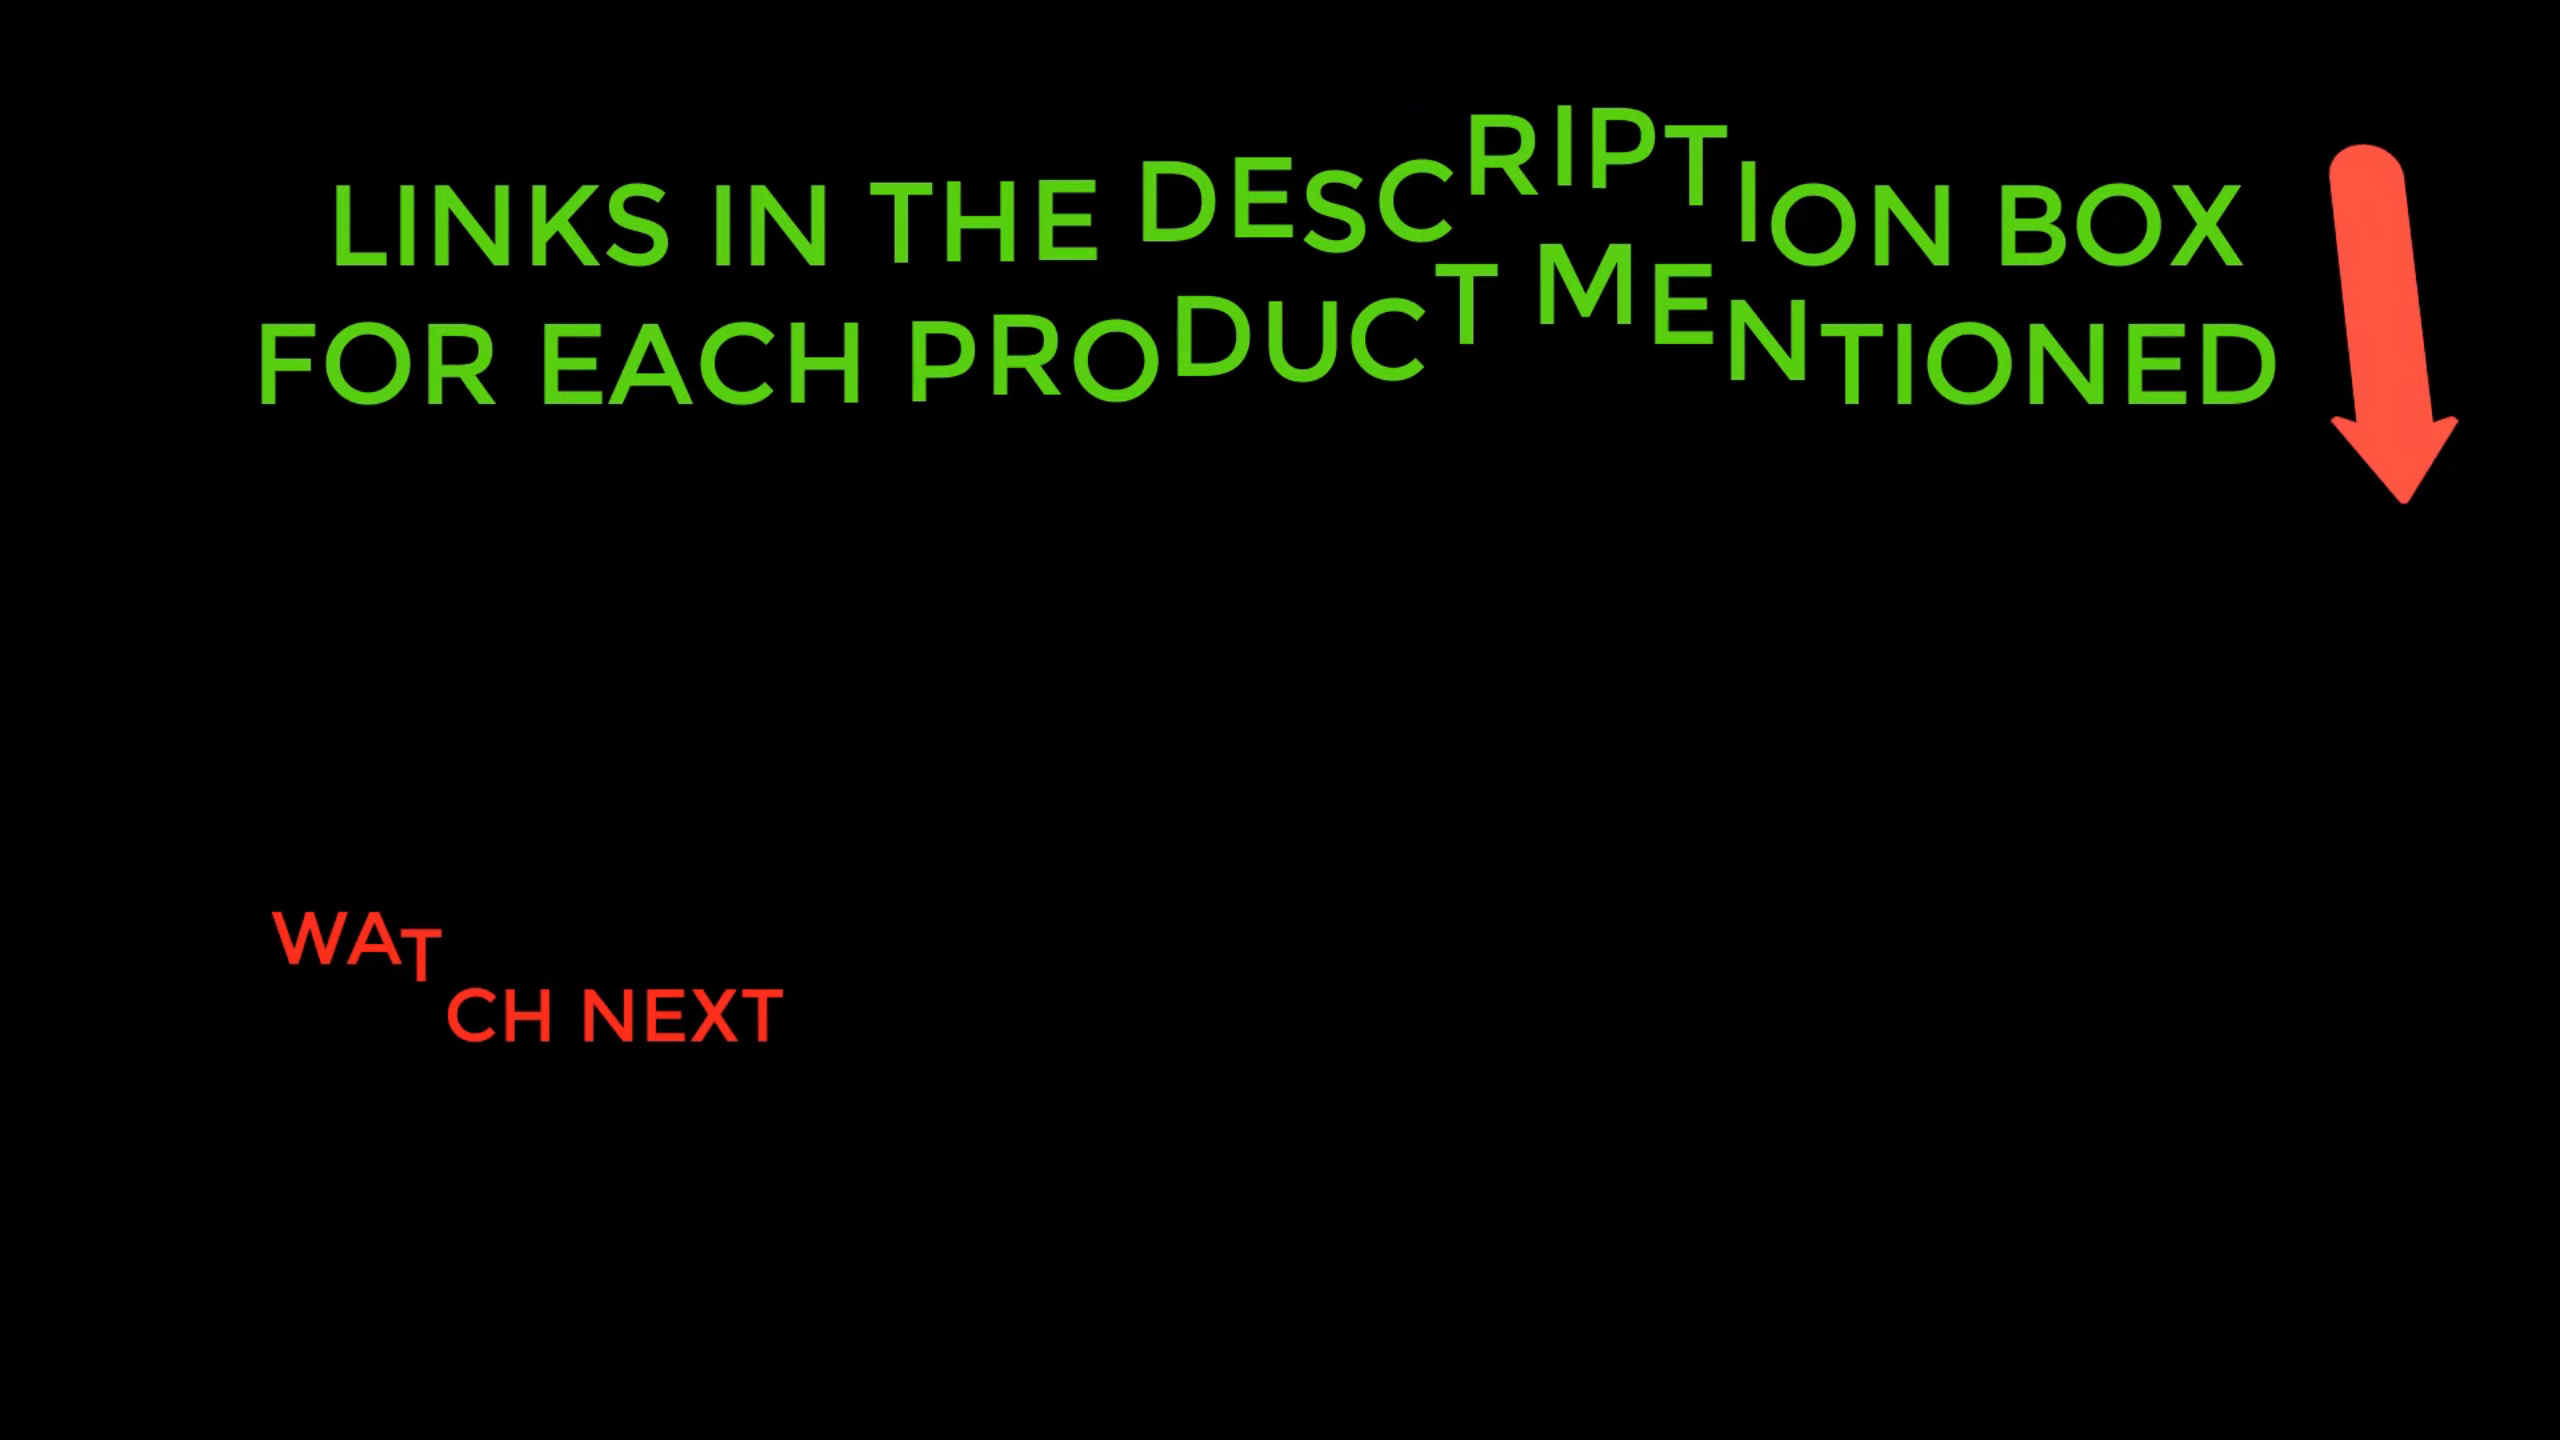 LINKS IN THE DESCRIPTION BOX
FOR EACH PRODUCT MENTIONED
WATCH NEXT